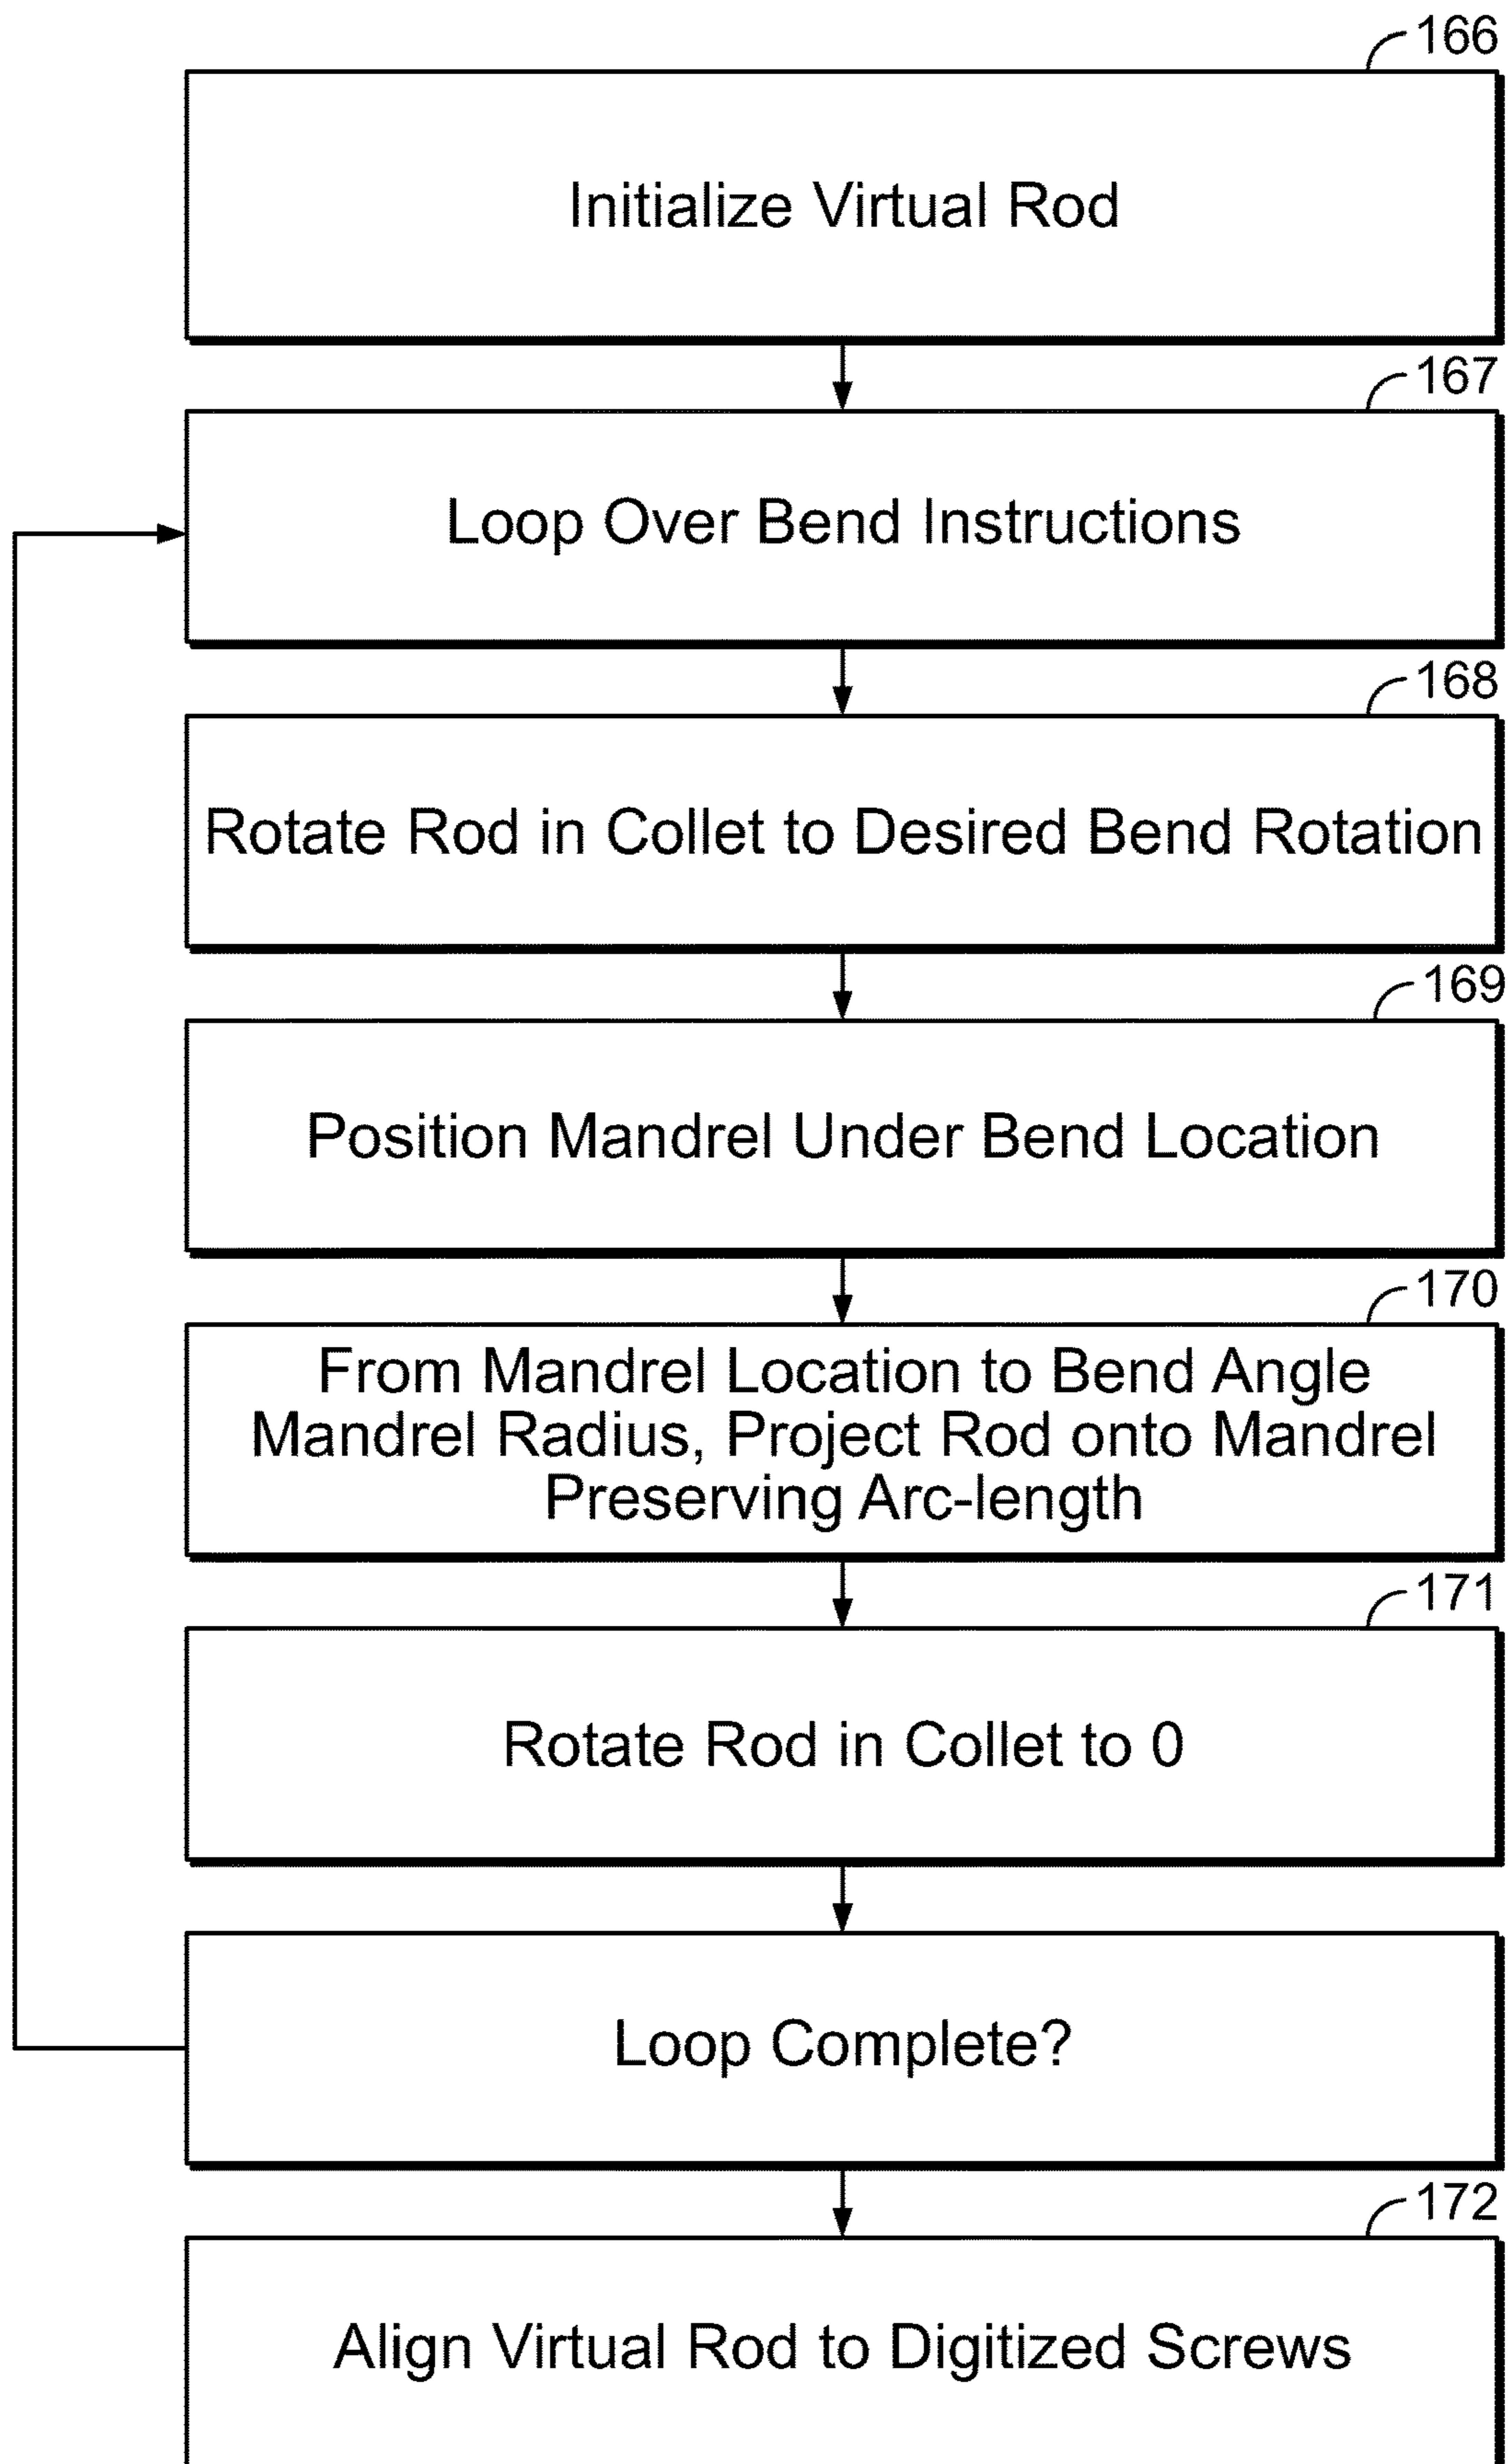 166
Initialize Virtual Rod
167
Loop Over Bend Instructions
168
Rotate Rod in Collet to Desired Bend Rotation
169
Position Mandrel Under Bend Location
170
From Mandrel Location to Bend Angle
Mandrel Radius, Project Rod onto Mandrel
Preserving Arc-length
171
Rotate Rod in Collet to 0
Loop Complete?
172
Align Virtual Rod to Digitized Screws